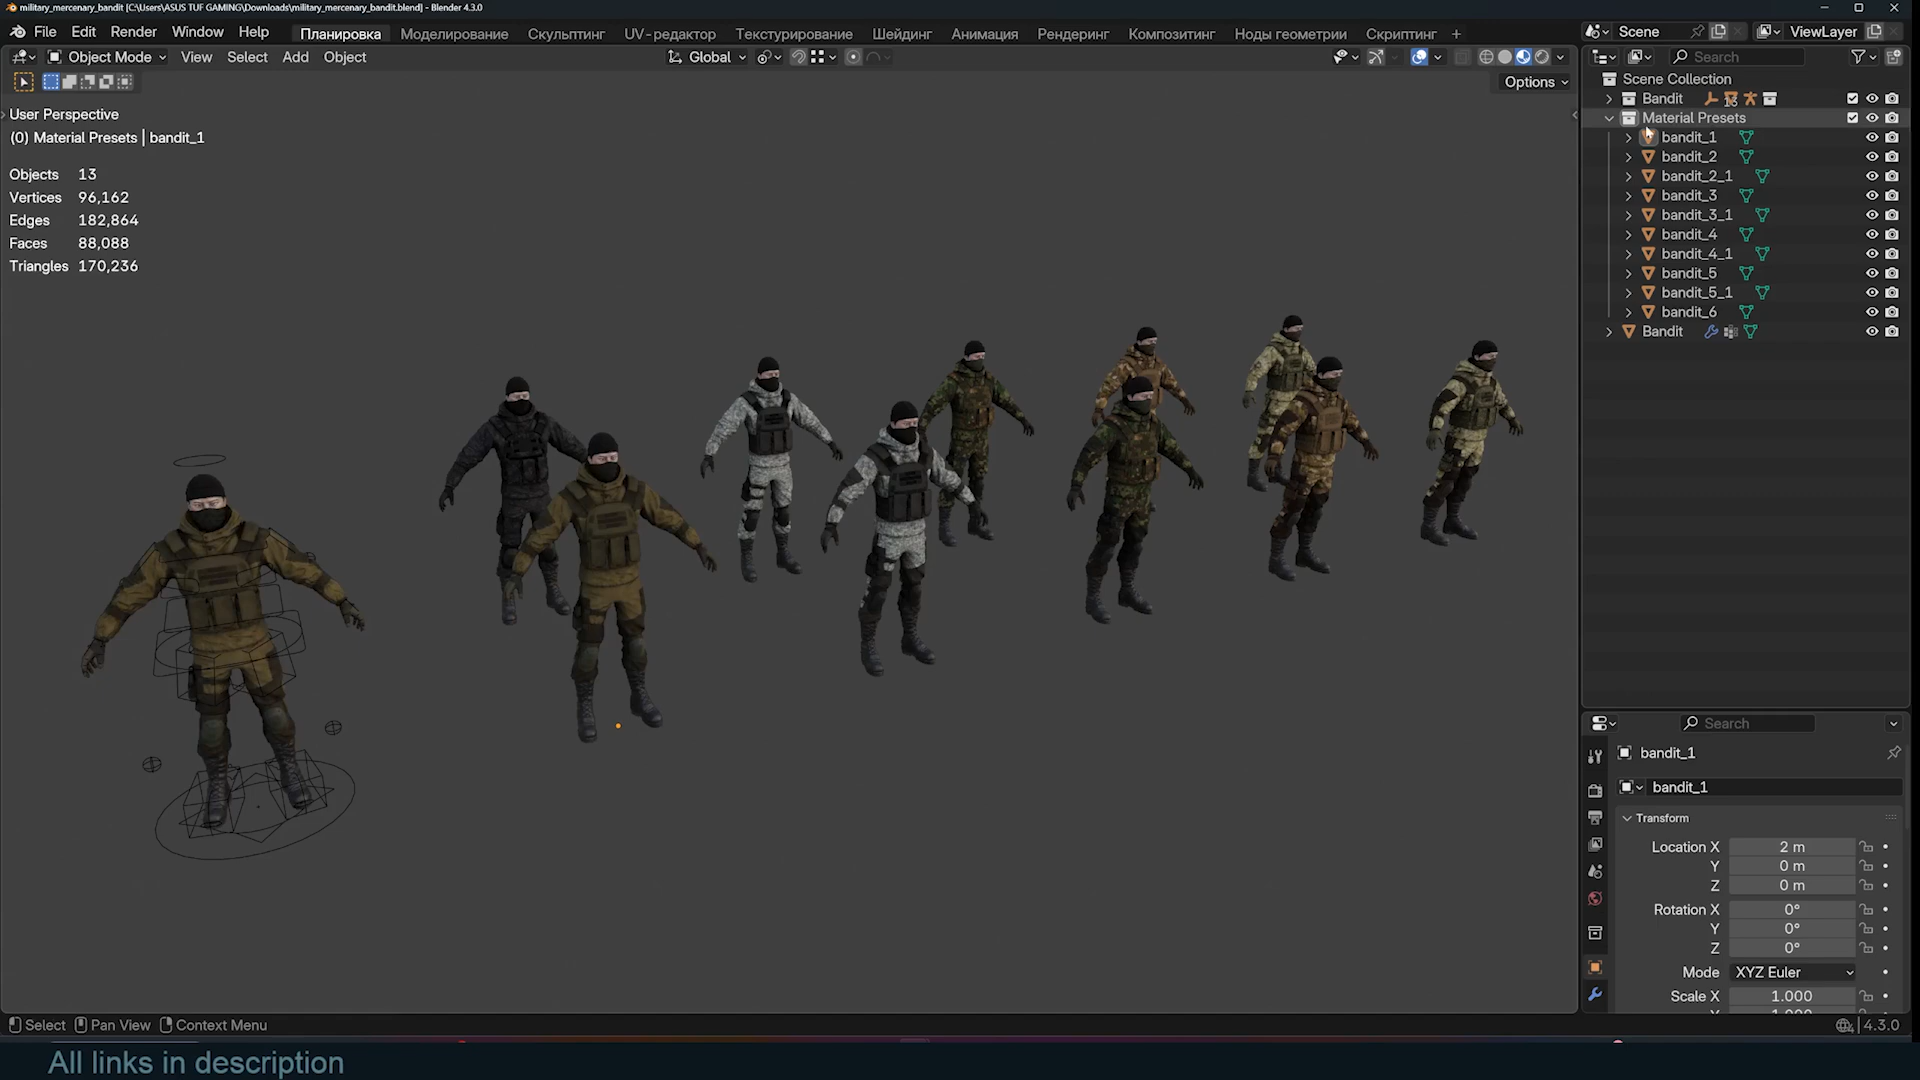 military_mercenary_bandit [C:\Users\ASUS TUF GAMING\Downloads\military_mercenary_bandit.blend] - Blender 4.3.0
File Edit Render Window Help Планировка Моделирование Скульптинг UV-редактор Текстурирование Шейдинг Анимация Рендеринг Композитинг Ноды геометрии Скриптинг + Scene ViewLayer
Object Mode View Select Add Object Global Search
Options
Scene Collection
Bandit 13
Material Presets
bandit_1
bandit_2
bandit_2_1
bandit_3
bandit_3_1
bandit_4
bandit_4_1
bandit_5
bandit_5_1
bandit_6
Bandit
User Perspective
(0) Material Presets | bandit_1
Objects 13
Vertices 96,162
Edges 182,864
Faces 88,088
Triangles 170,236
Search
bandit_1
bandit_1
Transform
Location X 2 m
Y 0 m
Z 0 m
Rotation X 0°
Y 0°
Z 0°
Mode XYZ Euler
Scale X 1.000
Select Pan View Context Menu 4.3.0
All links in description